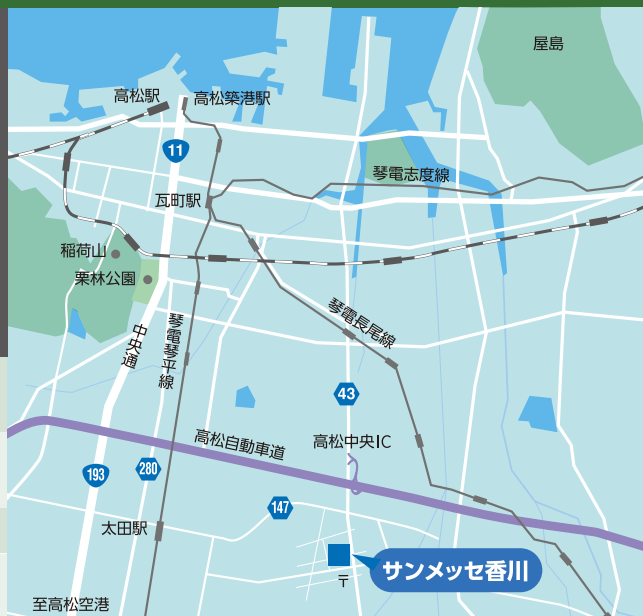 屋島
高松駅
高松築港駅
11
琴電志度線
瓦町駅
稲荷山
栗林公園
琴電長尾線
中央通
琴電琴平線
43
高松自動車道
高松中央IC
193
280
147
太田駅
サンメッセ香川
〒
至高松空港